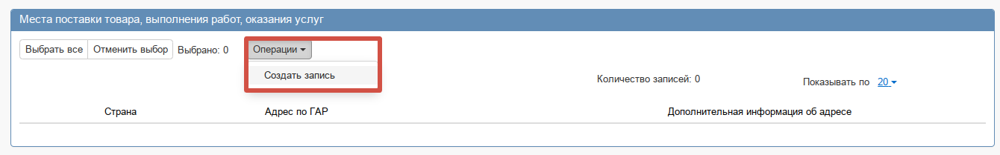 Места поставки товара, выполнения работ, оказания услуг
Выбрать все Отменить выбор Выбрано: 0 Операции
Создать запись
Количество записей: 0 Показывать по 20
Страна Адрес по ГАР Дополнительная информация об адресе